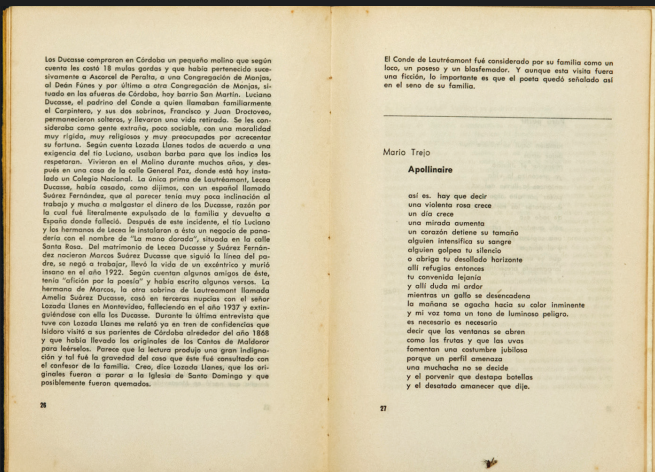 Los Ducasse compraron en Córdoba un pequeño molino que según
cuenta les costó 18 mulas gordas y que había pertenecido suce-
sivamente a Ascorcel de Peralta, a una Congregación de Monjas,
al Deán Fúnes y por último a otra Congregación de Monjas, si-
tuado en las afueras de Córdoba, hoy barrio San Martín. Luciano
Ducasse, el padrino del Conde a quien llamaban familiarmente
el Carpintero, y sus dos sobrinos, Francisco y Juan Droctoveo,
permanecieron solteros, y llevaron una vida retirada. Se les con-
sideraba como gente extraña, poco sociable, con una moralidad
muy rígida, muy religiosos y muy preocupados por acrecentar
su fortuna. Según cuenta Lozada Llanes todos de acuerdo a una
exigencia del tío Luciano, usaban barba para que los indios los
respetaran. Vivieron en el Molino durante muchos años, y des-
pués en una casa de la calle General Paz, donde está hoy insta-
lado un Colegio Nacional. La única prima de Lautréamont, Lecea
Ducasse, había casado, como dijimos, con un español llamado
Suárez Fernández, que al parecer tenía muy poca inclinación al
trabajo y mucho a malgastar el dinero de los Ducasse, razón por
la cual fué literalmente expulsado de la familia y devuelto a
España donde falleció. Después de este incidente, el tío Luciano
y los hermanos de Lecea le instalaron a ésta un negocio de pana-
dería con el nombre de "La mano dorada", situada en la calle
Santa Rosa. Del matrimonio de Lecea Ducasse y Suárez Fernán-
dez nacieron Marcos Suárez Ducasse que siguió la línea del pa-
dre, se negó a trabajar, llevó la vida de un excéntrico y murió
insano en el año 1922. Según cuentan algunos amigos de éste,
tenía "afición por la poesía" y había escrito algunos versos. La
hermana de Marcos, la otra sobrina de Lautreamont llamada
Amelia Suárez Ducasse, casó en terceras nupcias con el señor
Lozada Llanes en Montevideo, falleciendo en el año 1937 y extin-
guiéndose con ella los Ducasse. Durante la última entrevista que
tuve con Lozada Llanes me relató ya en tren de confidencias que
Isidoro visitó a sus parientes de Córdoba alrededor del año 1868
y que había llevado los originales de los Cantos de Maldoror
para leérselos. Parece que la lectura produjo una gran indigna-
ción y tal fué la gravedad del caso que éste fué consultado con
el confesor de la familia. Creo, dice Lozada Llanes, que los ori-
ginales fueron a parar a la Iglesia de Santo Domingo y que
posiblemente fueron quemados.
26
El Conde de Lautréamont fué considerado por su familia como un
loco, un poseso y un blasfemador. Y aunque esta visita fuera
una ficción, lo importante es que el poeta quedó señalado así
en el seno de su familia.
Mario Trejo
Apollinaire
así es. hay que decir
una violenta rosa crece
un día crece
una mirada aumenta
un corazón detiene su tamaño
alguien intensifica su sangre
alguien golpea tu silencio
o abriga tu desollado horizonte
allí refugias entonces
tu convenida lejanía
y allí duda mi ardor
mientras un gallo se desencadena
la mañana se agacha hacia su color inminente
y mi voz toma un tono de luminoso peligro.
es necesario es necesario
decir que las ventanas se abren
como las frutas y que las uvas
fomentan una costumbre jubilosa
porque un perfil amenaza
una muchacha no se decide
y el porvenir que destapa botellas
y el desatado amanecer que dije.
27